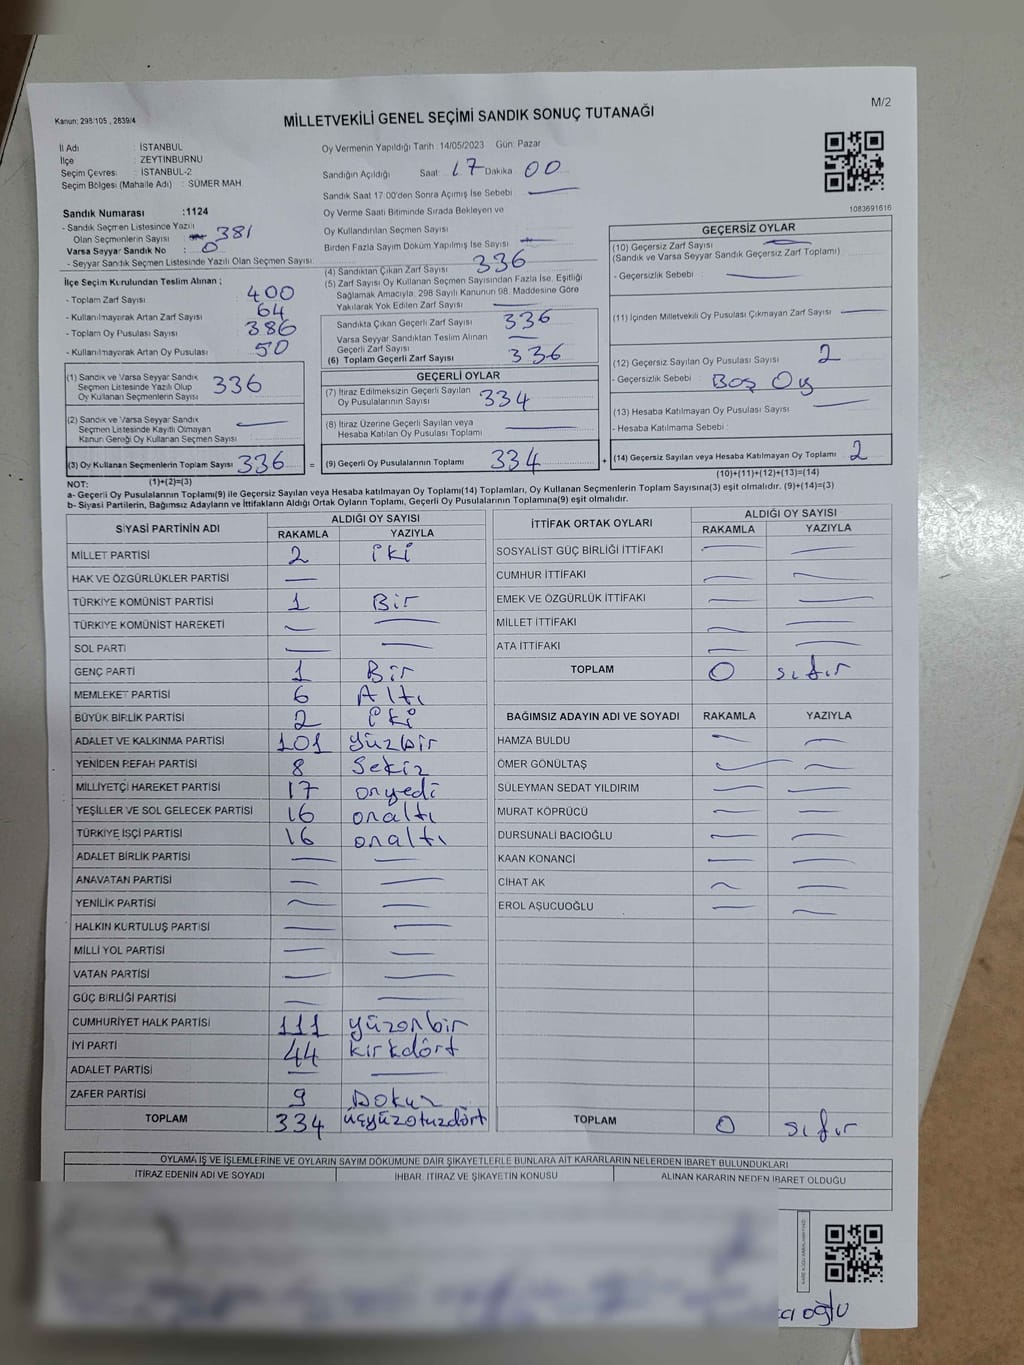 M/2
Kanun: 298/105 , 2839/4
MİLLETVEKİLİ GENEL SEÇİMİ SANDIK SONUÇ TUTANAĞI
İl Adı : İSTANBUL
İlçe : ZEYTİNBURNU
Seçim Çevresi : İSTANBUL-2
Seçim Bölgesi (Mahalle Adı) : SÜMER MAH.
Sandık Numarası :1124
- Sandık Seçmen Listesinde Yazılı
Olan Seçmenlerin Sayısı : 381
Varsa Seyyar Sandık No : 0
- Seyyar Sandık Seçmen Listesinde Yazılı Olan Seçmen Sayısı:
İlçe Seçim Kurulundan Teslim Alınan ;
- Toplam Zarf Sayısı : 400
- Kullanılmayarak Artan Zarf Sayısı : 64
- Toplam Oy Pusulası Sayısı : 386
- Kullanılmayarak Artan Oy Pusulası : 50
Oy Vermenin Yapıldığı Tarih :14/05/2023 Gün: Pazar
Sandığın Açıldığı Saat: 17 Dakika 00
Sandık Saat 17:00'den Sonra Açılmış İse Sebebi : —
Oy Verme Saati Bitiminde Sırada Bekleyen ve
Oy Kullandırılan Seçmen Sayısı :
Birden Fazla Sayım Döküm Yapılmış İse Sayısı : —
(4) Sandıktan Çıkan Zarf Sayısı : 336
(5) Zarf Sayısı Oy Kullanan Seçmen Sayısından Fazla İse, Eşitliği
Sağlamak Amacıyla, 298 Sayılı Kanunun 98. Maddesine Göre
Yakılarak Yok Edilen Zarf Sayısı : —
Sandıkta Çıkan Geçerli Zarf Sayısı : 336
Varsa Seyyar Sandıktan Teslim Alınan
Geçerli Zarf Sayısı : —
(6) Toplam Geçerli Zarf Sayısı : 336
GEÇERSİZ OYLAR
1083691616
(10) Geçersiz Zarf Sayısı : —
(Sandık ve Varsa Seyyar Sandık Geçersiz Zarf Toplamı)
- Geçersizlik Sebebi : —
(11) İçinden Milletvekili Oy Pusulası Çıkmayan Zarf Sayısı : —
(12) Geçersiz Sayılan Oy Pusulası Sayısı : 2
- Geçersizlik Sebebi : Boş Oy
(13) Hesaba Katılmayan Oy Pusulası Sayısı : —
- Hesaba Katılmama Sebebi :
(14) Geçersiz Sayılan veya Hesaba Katılmayan Oy Toplamı 2
(10)+(11)+(12)+(13)=(14)
(1) Sandık ve Varsa Seyyar Sandık
Seçmen Listesinde Yazılı Olup
Oy Kullanan Seçmenlerin Sayısı : 336
(2) Sandık ve Varsa Seyyar Sandık
Seçmen Listesinde Kayıtlı Olmayan
Kanun Gereği Oy Kullanan Seçmen Sayısı : —
(3) Oy Kullanan Seçmenlerin Toplam Sayısı : 336
(1)+(2)=(3)
GEÇERLİ OYLAR
(7) İtiraz Edilmeksizin Geçerli Sayılan
Oy Pusulalarının Sayısı : 334
(8) İtiraz Üzerine Geçerli Sayılan veya
Hesaba Katılan Oy Pusulası Toplamı : —
= (9) Geçerli Oy Pusulalarının Toplamı : 334 +
NOT:
a- Geçerli Oy Pusulalarının Toplamı(9) ile Geçersiz Sayılan veya Hesaba katılmayan Oy Toplamı(14) Toplamları, Oy Kullanan Seçmenlerin Toplam Sayısına(3) eşit olmalıdır. (9)+(14)=(3)
b- Siyasi Partilerin, Bağımsız Adayların ve İttifakların Aldığı Ortak Oyların Toplamı, Geçerli Oy Pusulalarının Toplamına(9) eşit olmalıdır.
SİYASİ PARTİNİN ADI ALDIĞI OY SAYISI
RAKAMLA YAZIYLA
MİLLET PARTİSİ 2 iki
HAK VE ÖZGÜRLÜKLER PARTİSİ —
TÜRKİYE KOMÜNİST PARTİSİ 1 Bir
TÜRKİYE KOMÜNİST HAREKETİ — —
SOL PARTİ — —
GENÇ PARTİ 1 Bir
MEMLEKET PARTİSİ 6 Altı
BÜYÜK BİRLİK PARTİSİ 2 iki
ADALET VE KALKINMA PARTİSİ 101 yüzbir
YENİDEN REFAH PARTİSİ 8 Sekiz
MİLLİYETÇİ HAREKET PARTİSİ 17 onyedi
YEŞİLLER VE SOL GELECEK PARTİSİ 16 onaltı
TÜRKİYE İŞÇİ PARTİSİ 16 onaltı
ADALET BİRLİK PARTİSİ — —
ANAVATAN PARTİSİ — —
YENİLİK PARTİSİ — —
HALKIN KURTULUŞ PARTİSİ — —
MİLLİ YOL PARTİSİ — —
VATAN PARTİSİ — —
GÜÇ BİRLİĞİ PARTİSİ — —
CUMHURİYET HALK PARTİSİ 111 yüzonbir
İYİ PARTİ 44 kırkdört
ADALET PARTİSİ — —
ZAFER PARTİSİ 9 Dokuz
TOPLAM 334 üçyüzotuzdört
İTTİFAK ORTAK OYLARI ALDIĞI OY SAYISI
RAKAMLA YAZIYLA
SOSYALİST GÜÇ BİRLİĞİ İTTİFAKI — —
CUMHUR İTTİFAKI — —
EMEK VE ÖZGÜRLÜK İTTİFAKI — —
MİLLET İTTİFAKI — —
ATA İTTİFAKI — —
TOPLAM 0 sıfır
BAĞIMSIZ ADAYIN ADI VE SOYADI RAKAMLA YAZIYLA
HAMZA BULDU — —
ÖMER GÖNÜLTAŞ — —
SÜLEYMAN SEDAT YILDIRIM — —
MURAT KÖPRÜCÜ — —
DURSUNALİ BACIOĞLU — —
KAAN KONANCİ — —
CİHAT AK — —
EROL AŞUCUOĞLU — —
TOPLAM 0 sıfır
OYLAMA İŞ VE İŞLEMLERİNE VE OYLARIN SAYIM DÖKÜMÜNE DAİR ŞİKAYETLERLE BUNLARA AİT KARARLARIN NELERDEN İBARET BULUNDUKLARI
İTİRAZ EDENİN ADI VE SOYADI İHBAR, İTİRAZ VE ŞİKAYETİN KONUSU ALINAN KARARIN NEDEN İBARET OLDUĞU